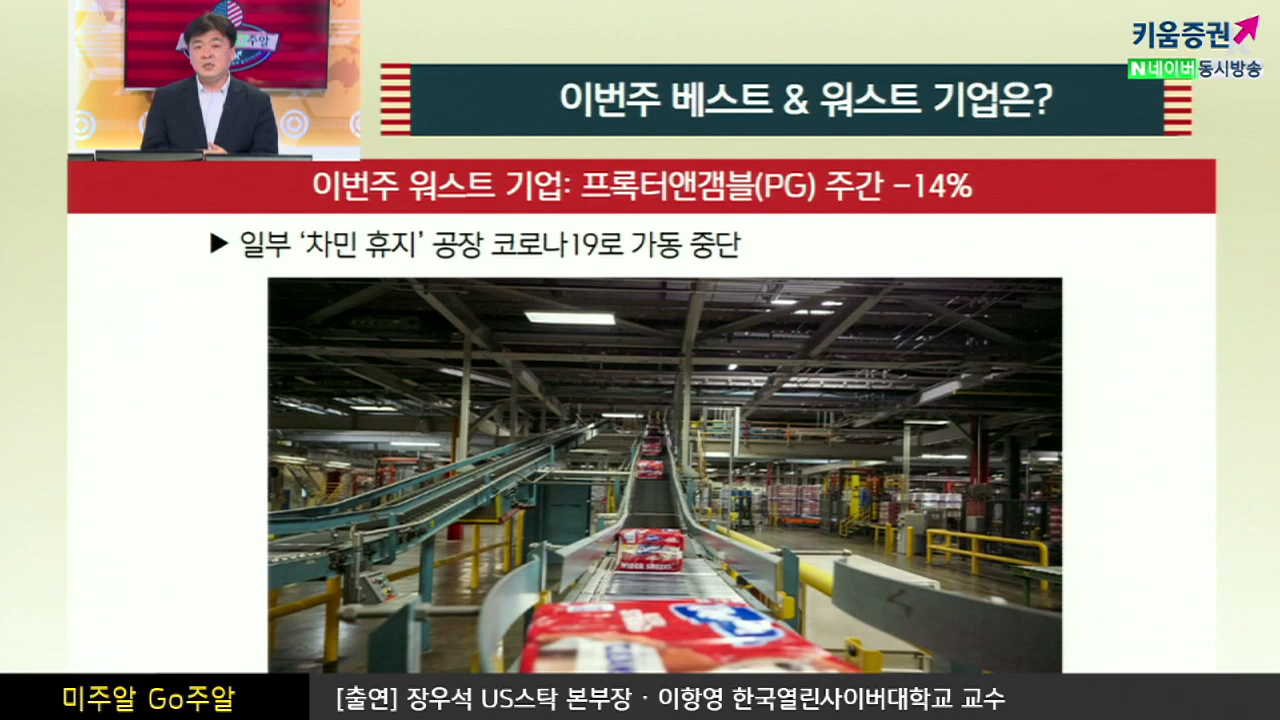 주알
키움증권
N네이버 동시방송
이번주 베스트 & 워스트 기업은?
이번주 워스트 기업: 프록터앤갬블(PG) 주간 -14%
▶ 일부 ‘차민 휴지’ 공장 코로나19로 가동 중단
미주알 Go주알
[출연] 장우석 US스탁 본부장 · 이항영 한국열린사이버대학교 교수